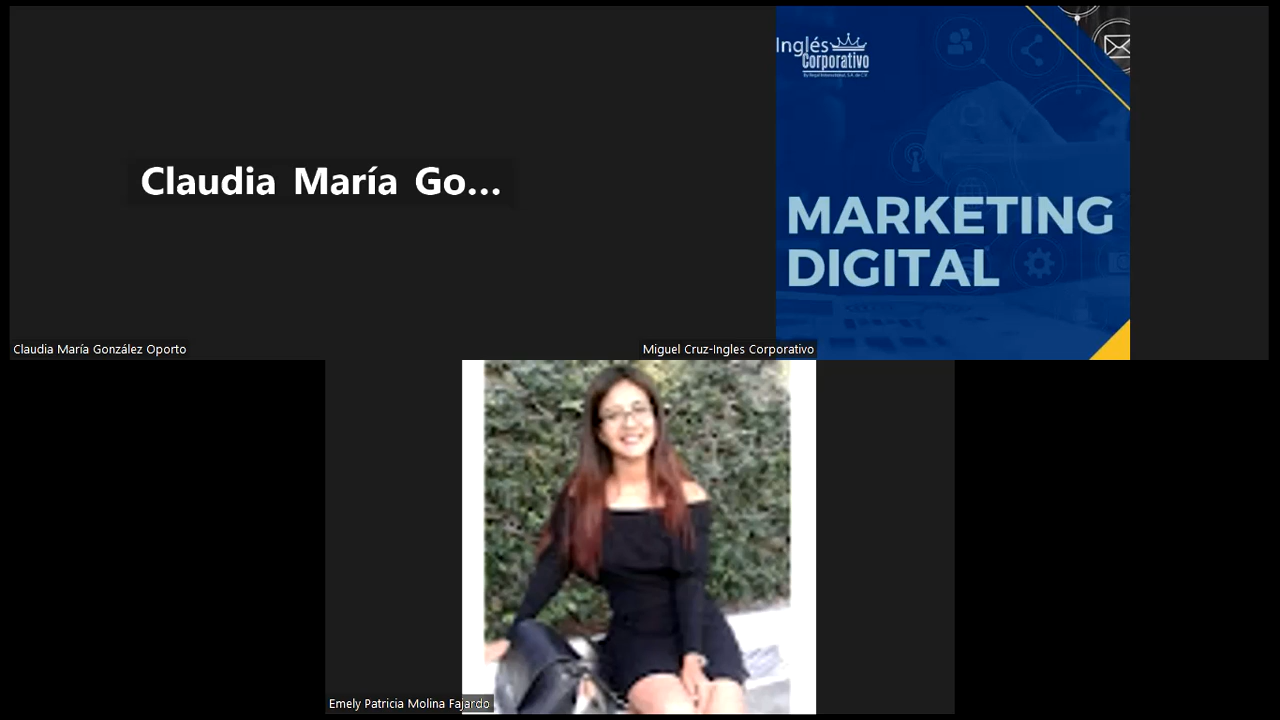 Inglés
Corporativo
Claudia María Go...
MARKETING
DIGITAL
Claudia María González Oporto
Miguel Cruz-Ingles Corporativo
Emely Patricia Molina Fajardo